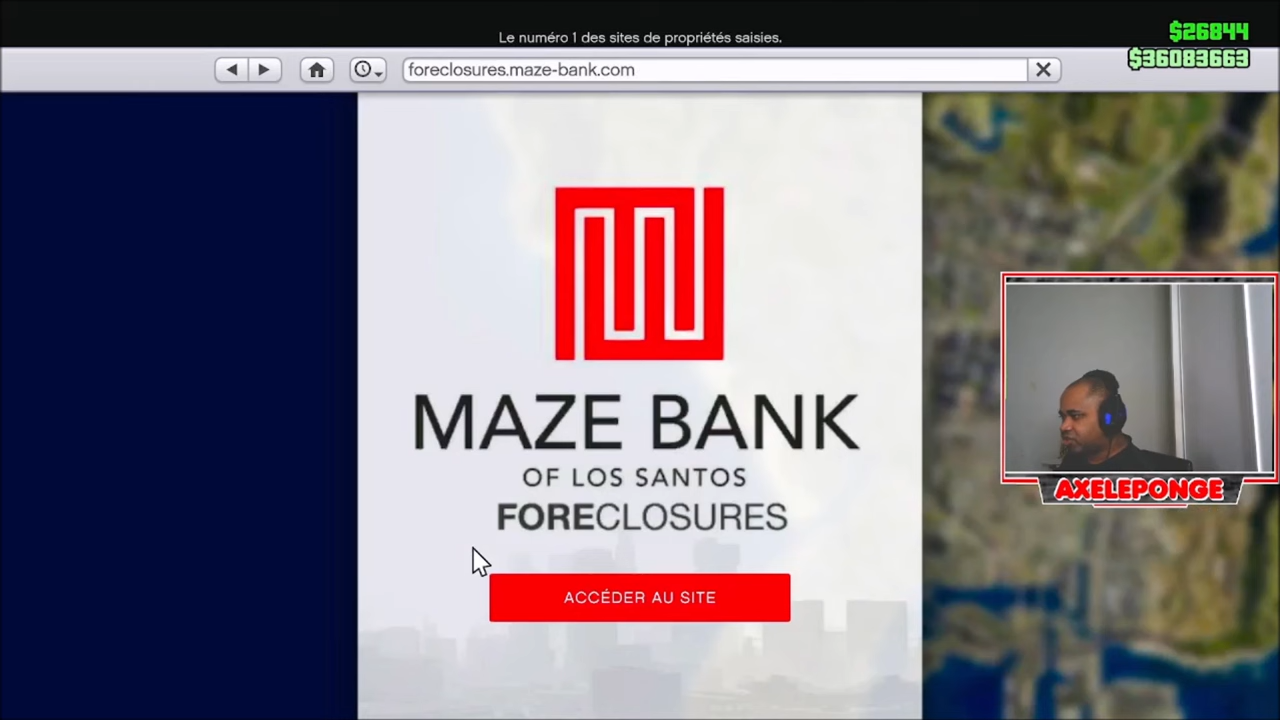 Le numéro 1 des sites de propriétés saisies.
$26844
$36083663
foreclosures.maze-bank.com
MAZE BANK
OF LOS SANTOS
FORECLOSURES
ACCÉDER AU SITE
AXELEPONGE